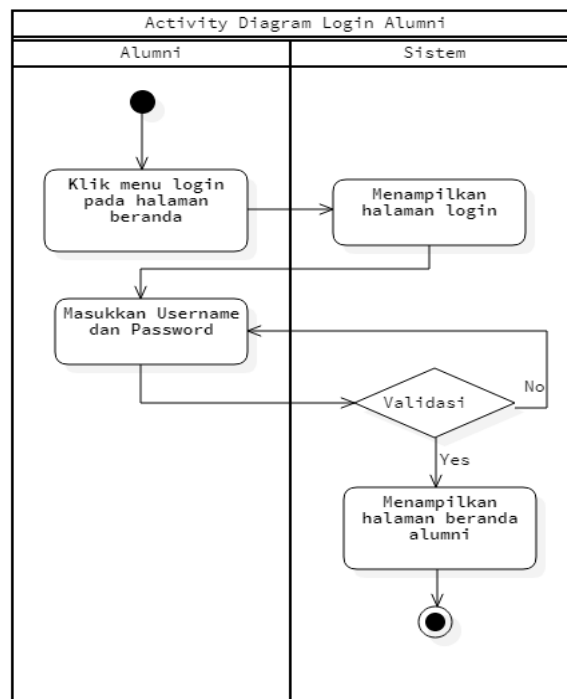 Activity Diagram Login Alumni
Alumni
Sistem
Klik menu login
pada halaman
beranda
Menampilkan
halaman login
Masukkan Username
dan Password
Validasi
No
Yes
Menampilkan
halaman beranda
alumni